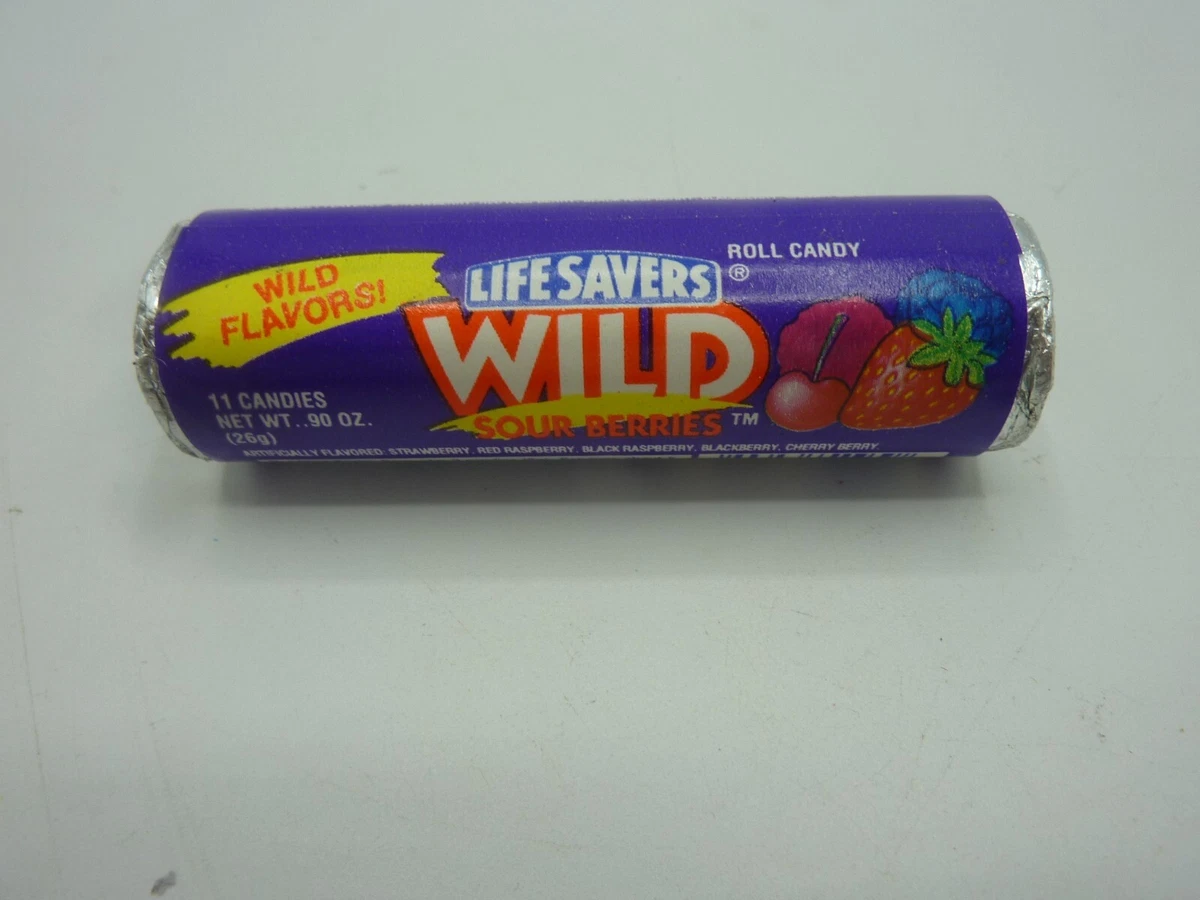 ROLL CANDY
LIFE SAVERS ®
WILD
FLAVORS!
WILD
SOUR BERRIES ™
11 CANDIES
NET WT. .90 OZ.
(26g)
ARTIFICIALLY FLAVORED STRAWBERRY, RED RASPBERRY, BLACK RASPBERRY, BLACKBERRY, CHERRY BERRY